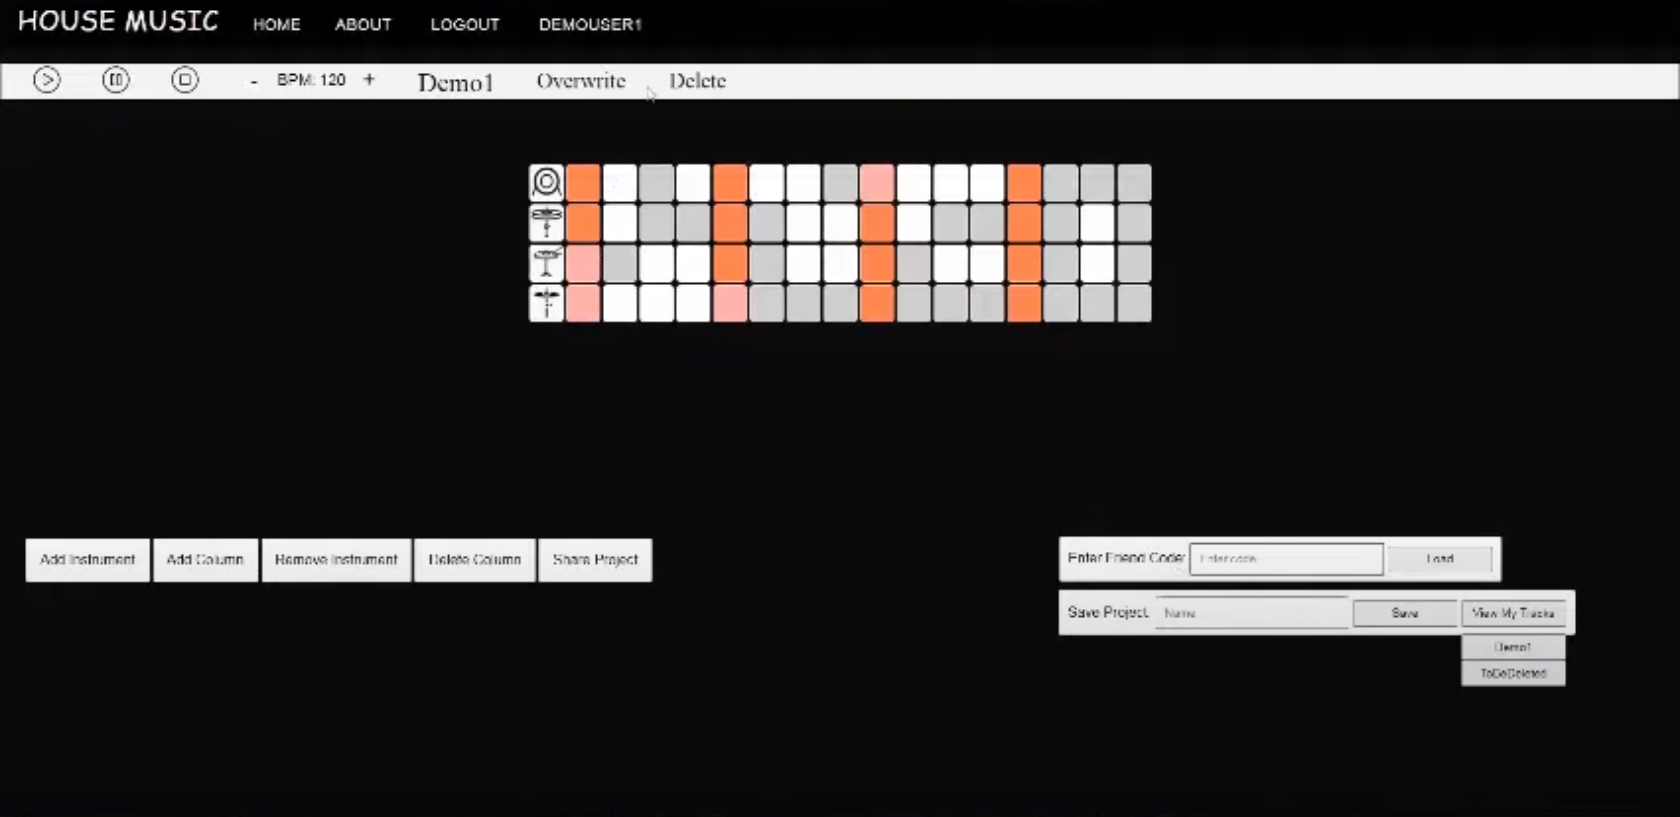 HOUSE MUSIC HOME ABOUT LOGOUT DEMOUSER1
- BPM: 120 + Demo1 Overwrite Delete
Add Instrument Add Column Remove Instrument Delete Column Share Project
Enter Friend Code: Enter code Load
Save Project Name Save View My Tracks
Demo1
ToBeDeleted